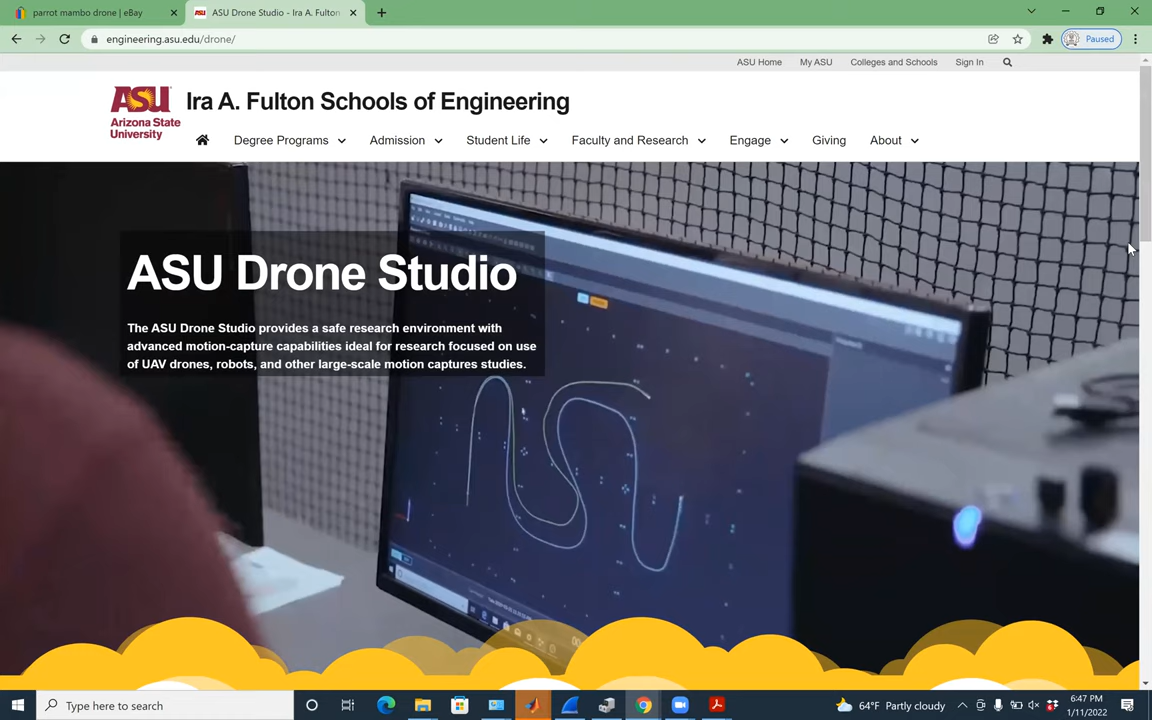 parrot mambo drone | eBay
ASU Drone Studio - Ira A. Fulton
engineering.asu.edu/drone/
Paused
ASU Home
My ASU
Colleges and Schools
Sign In
ASU
Arizona State
University
Ira A. Fulton Schools of Engineering
Degree Programs
Admission
Student Life
Faculty and Research
Engage
Giving
About
ASU Drone Studio
The ASU Drone Studio provides a safe research environment with
advanced motion-capture capabilities ideal for research focused on use
of UAV drones, robots, and other large-scale motion captures studies.
Type here to search
64°F Partly cloudy
6:47 PM
1/11/2022